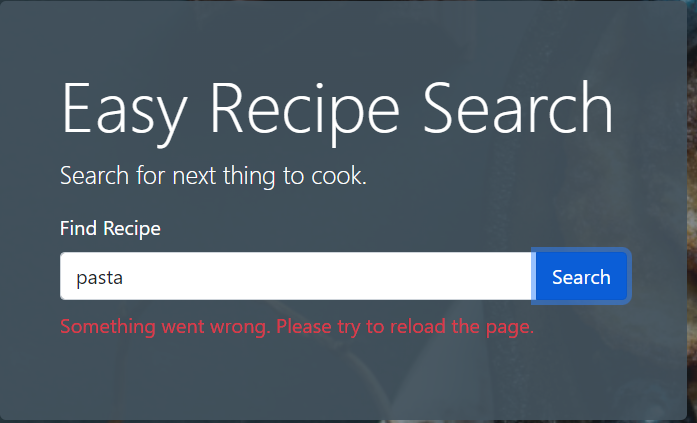 Easy Recipe Search
Search for next thing to cook.
Find Recipe
pasta
Search
Something went wrong. Please try to reload the page.